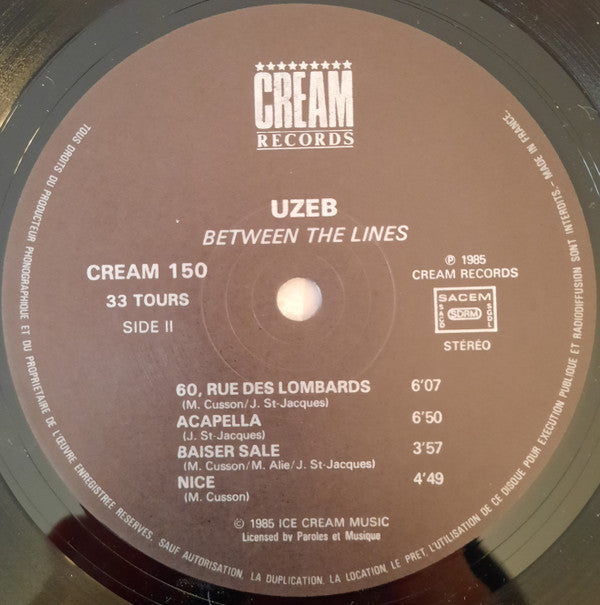 CREAM
RECORDS
UZEB
BETWEEN THE LINES
CREAM 150
33 TOURS
SIDE II
℗ 1985
CREAM RECORDS
SACEM
SACD SDRM SGDL
STÉRÉO
60, RUE DES LOMBARDS 6'07
(M. Cusson/J. St-Jacques)
ACAPELLA 6'50
(J. St-Jacques)
BAISER SALE 3'57
(M. Cusson/M. Alie/J. St-Jacques)
NICE 4'49
(M. Cusson)
© 1985 ICE CREAM MUSIC
Licensed by Paroles et Musique
TOUS DROITS DU PRODUCTEUR PHONOGRAPHIQUE ET DU PROPRIETAIRE DE L'ŒUVRE ENREGISTREE RESERVES. SAUF AUTORISATION, LA DUPLICATION, LA LOCATION, LE PRET, L'UTILISATION DE CE DISQUE POUR EXECUTION PUBLIQUE ET RADIODIFFUSION SONT INTERDITS - MADE IN FRANCE.